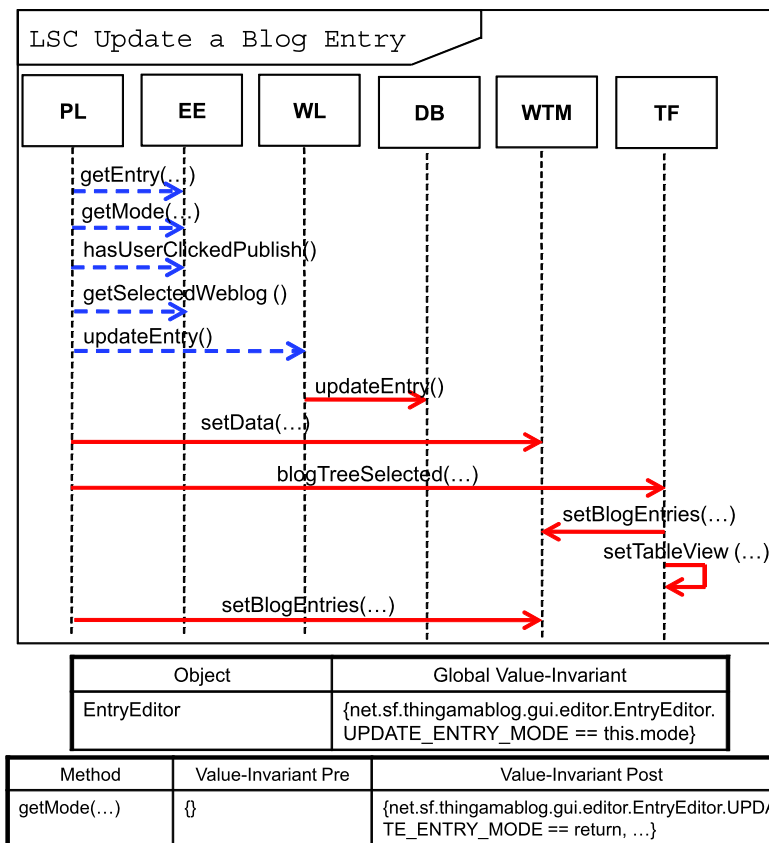 LSC Update a Blog Entry
PL EE WL DB WTM TF
getEntry(…)
getMode(…)
hasUserClickedPublish()
getSelectedWeblog ()
updateEntry()
updateEntry()
setData(…)
blogTreeSelected(…)
setBlogEntries(…)
setTableView (…)
setBlogEntries(…)
Object Global Value-Invariant
EntryEditor {net.sf.thingamablog.gui.editor.EntryEditor.
UPDATE_ENTRY_MODE == this.mode}
Method Value-Invariant Pre Value-Invariant Post
getMode(…) {} {net.sf.thingamablog.gui.editor.EntryEditor.UPDA
TE_ENTRY_MODE == return, …}